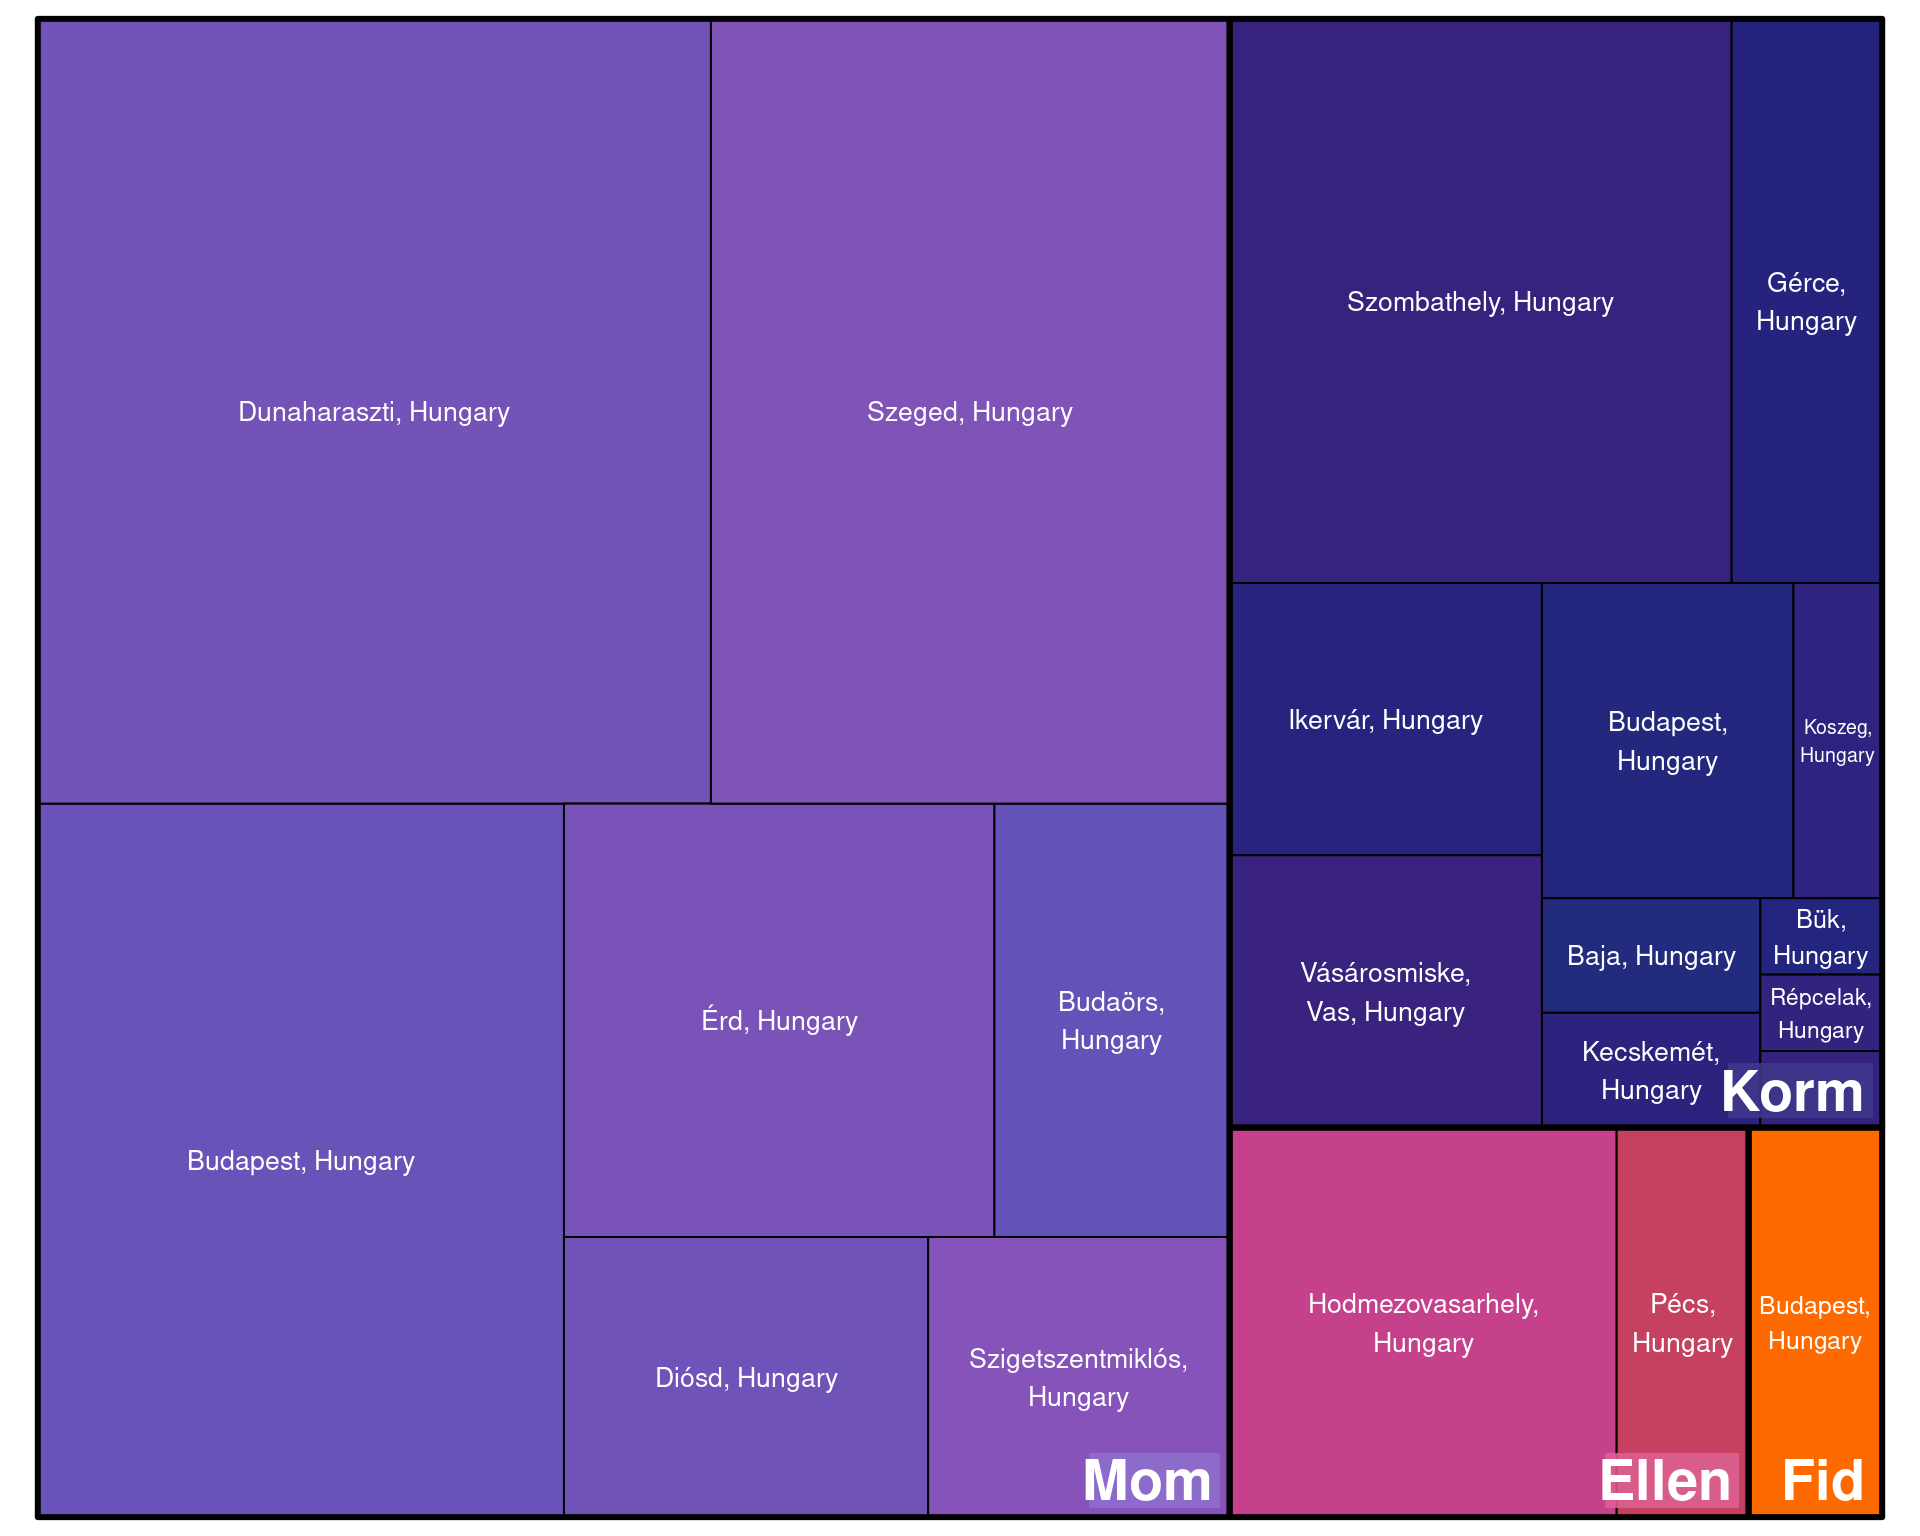 Dunaharaszti, Hungary
Szeged, Hungary
Budapest, Hungary
Érd, Hungary
Budaörs,
Hungary
Diósd, Hungary
Szigetszentmiklós,
Hungary
Mom
Szombathely, Hungary
Gérce,
Hungary
Ikervár, Hungary
Budapest,
Hungary
Koszeg,
Hungary
Vásárosmiske,
Vas, Hungary
Baja, Hungary
Bük,
Hungary
Répcelak,
Hungary
Kecskemét,
Hungary
Korm
Hodmezovasarhely,
Hungary
Pécs,
Hungary
Ellen
Budapest,
Hungary
Fid